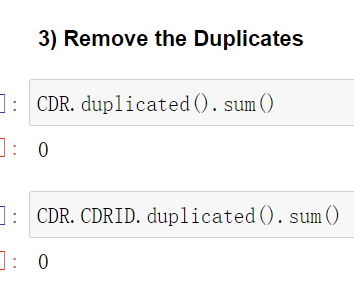 3) Remove the Duplicates
]: CDR.duplicated().sum()
]: 0
]: CDR.CDRID.duplicated().sum()
]: 0